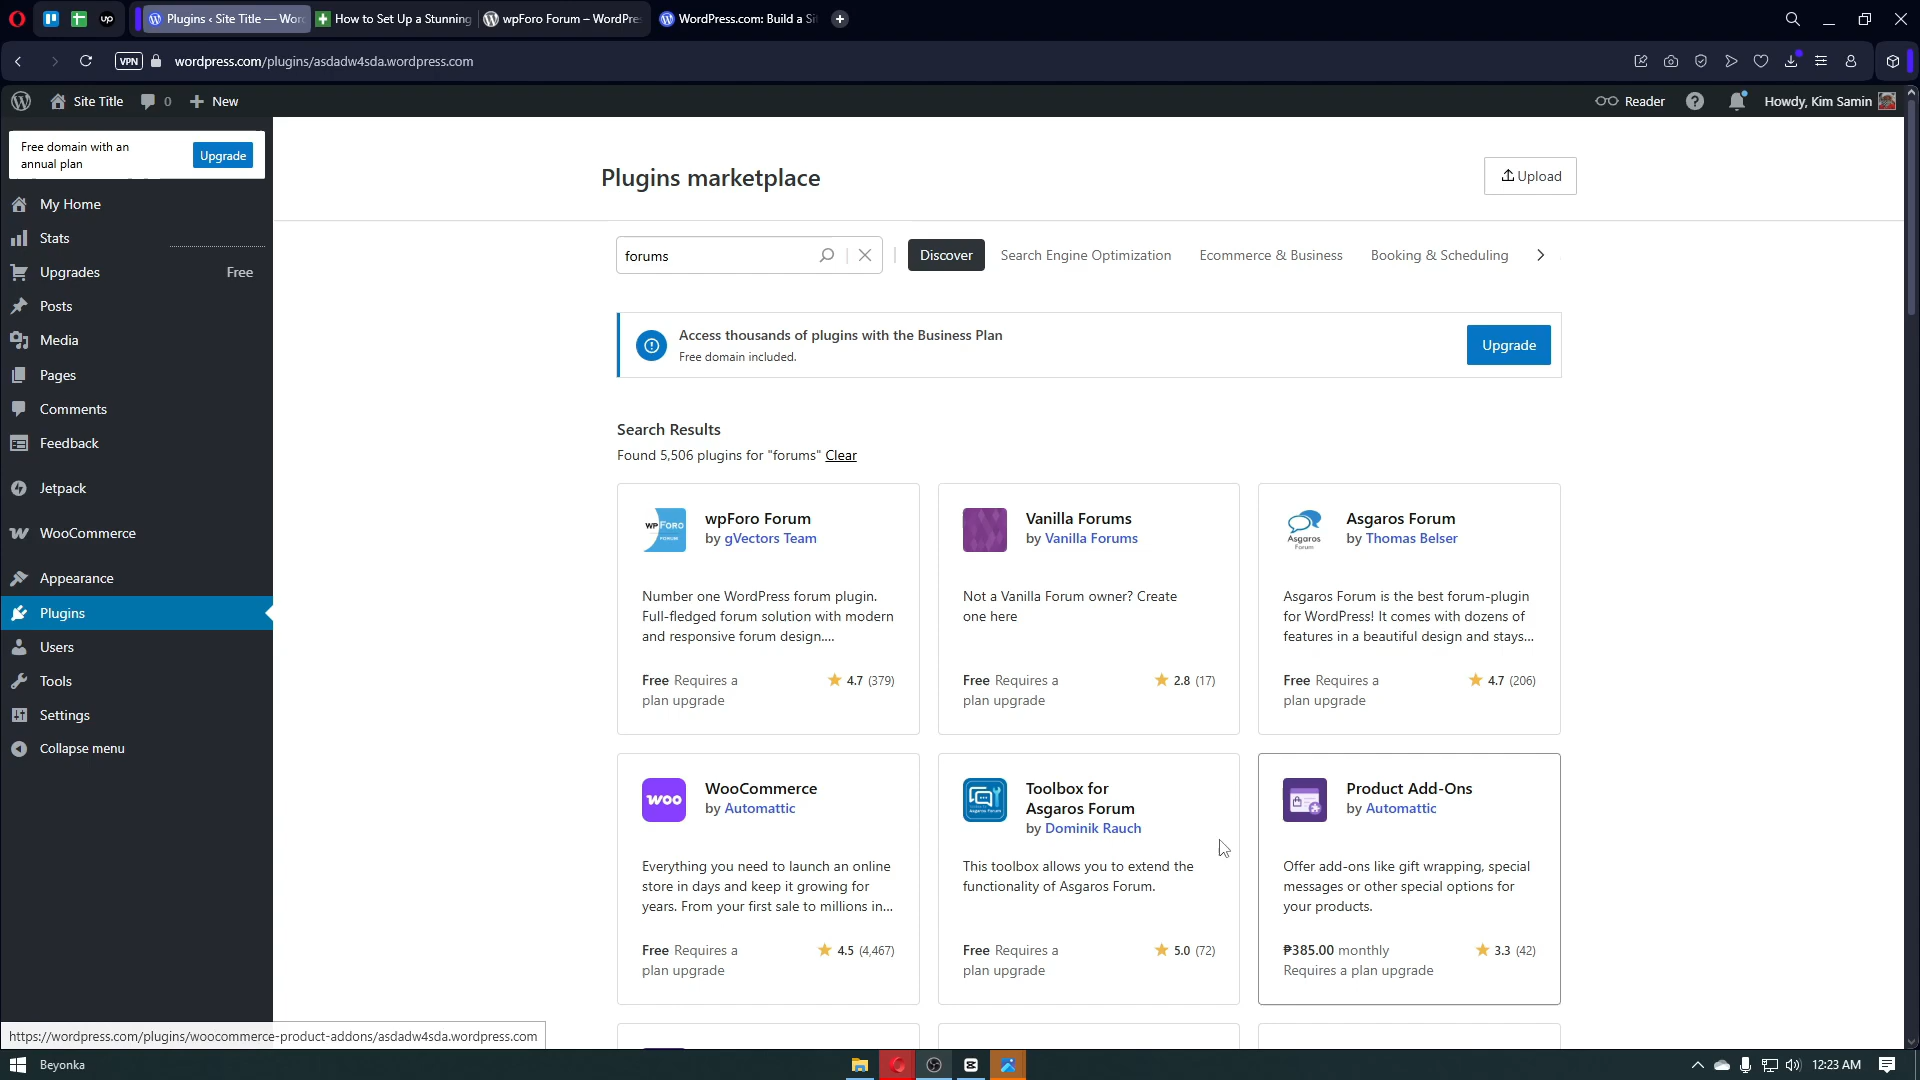 up
Plugins ‹ Site Title — Wor
How to Set Up a Stunning
wpForo Forum – WordPre
WordPress.com: Build a Si
VPN
wordpress.com/plugins/asdadw4sda.wordpress.com
Site Title
0
New
Reader
Howdy, Kim Samin
Free domain with an
annual plan
Upgrade
My Home
Stats
Upgrades
Free
Posts
Media
Pages
Comments
Feedback
Jetpack
WooCommerce
Appearance
Plugins
Users
Tools
Settings
Collapse menu
Plugins marketplace
Upload
forums
Discover
Search Engine Optimization
Ecommerce & Business
Booking & Scheduling
Access thousands of plugins with the Business Plan
Free domain included.
Upgrade
Search Results
Found 5,506 plugins for "forums" Clear
WPFORO
FORUM
wpForo Forum
by gVectors Team
Number one WordPress forum plugin.
Full-fledged forum solution with modern
and responsive forum design....
Free Requires a
plan upgrade
4.7 (379)
Vanilla Forums
by Vanilla Forums
Not a Vanilla Forum owner? Create
one here
Free Requires a
plan upgrade
2.8 (17)
Asgaros
Forum
Asgaros Forum
by Thomas Belser
Asgaros Forum is the best forum-plugin
for WordPress! It comes with dozens of
features in a beautiful design and stays...
Free Requires a
plan upgrade
4.7 (206)
woo
WooCommerce
by Automattic
Everything you need to launch an online
store in days and keep it growing for
years. From your first sale to millions in...
Free Requires a
plan upgrade
4.5 (4,467)
Toolbox for
Asgaros Forum
by Dominik Rauch
This toolbox allows you to extend the
functionality of Asgaros Forum.
Free Requires a
plan upgrade
5.0 (72)
Product Add-Ons
by Automattic
Offer add-ons like gift wrapping, special
messages or other special options for
your products.
₱385.00 monthly
Requires a plan upgrade
3.3 (42)
https://wordpress.com/plugins/woocommerce-product-addons/asdadw4sda.wordpress.com
Beyonka
12:23 AM